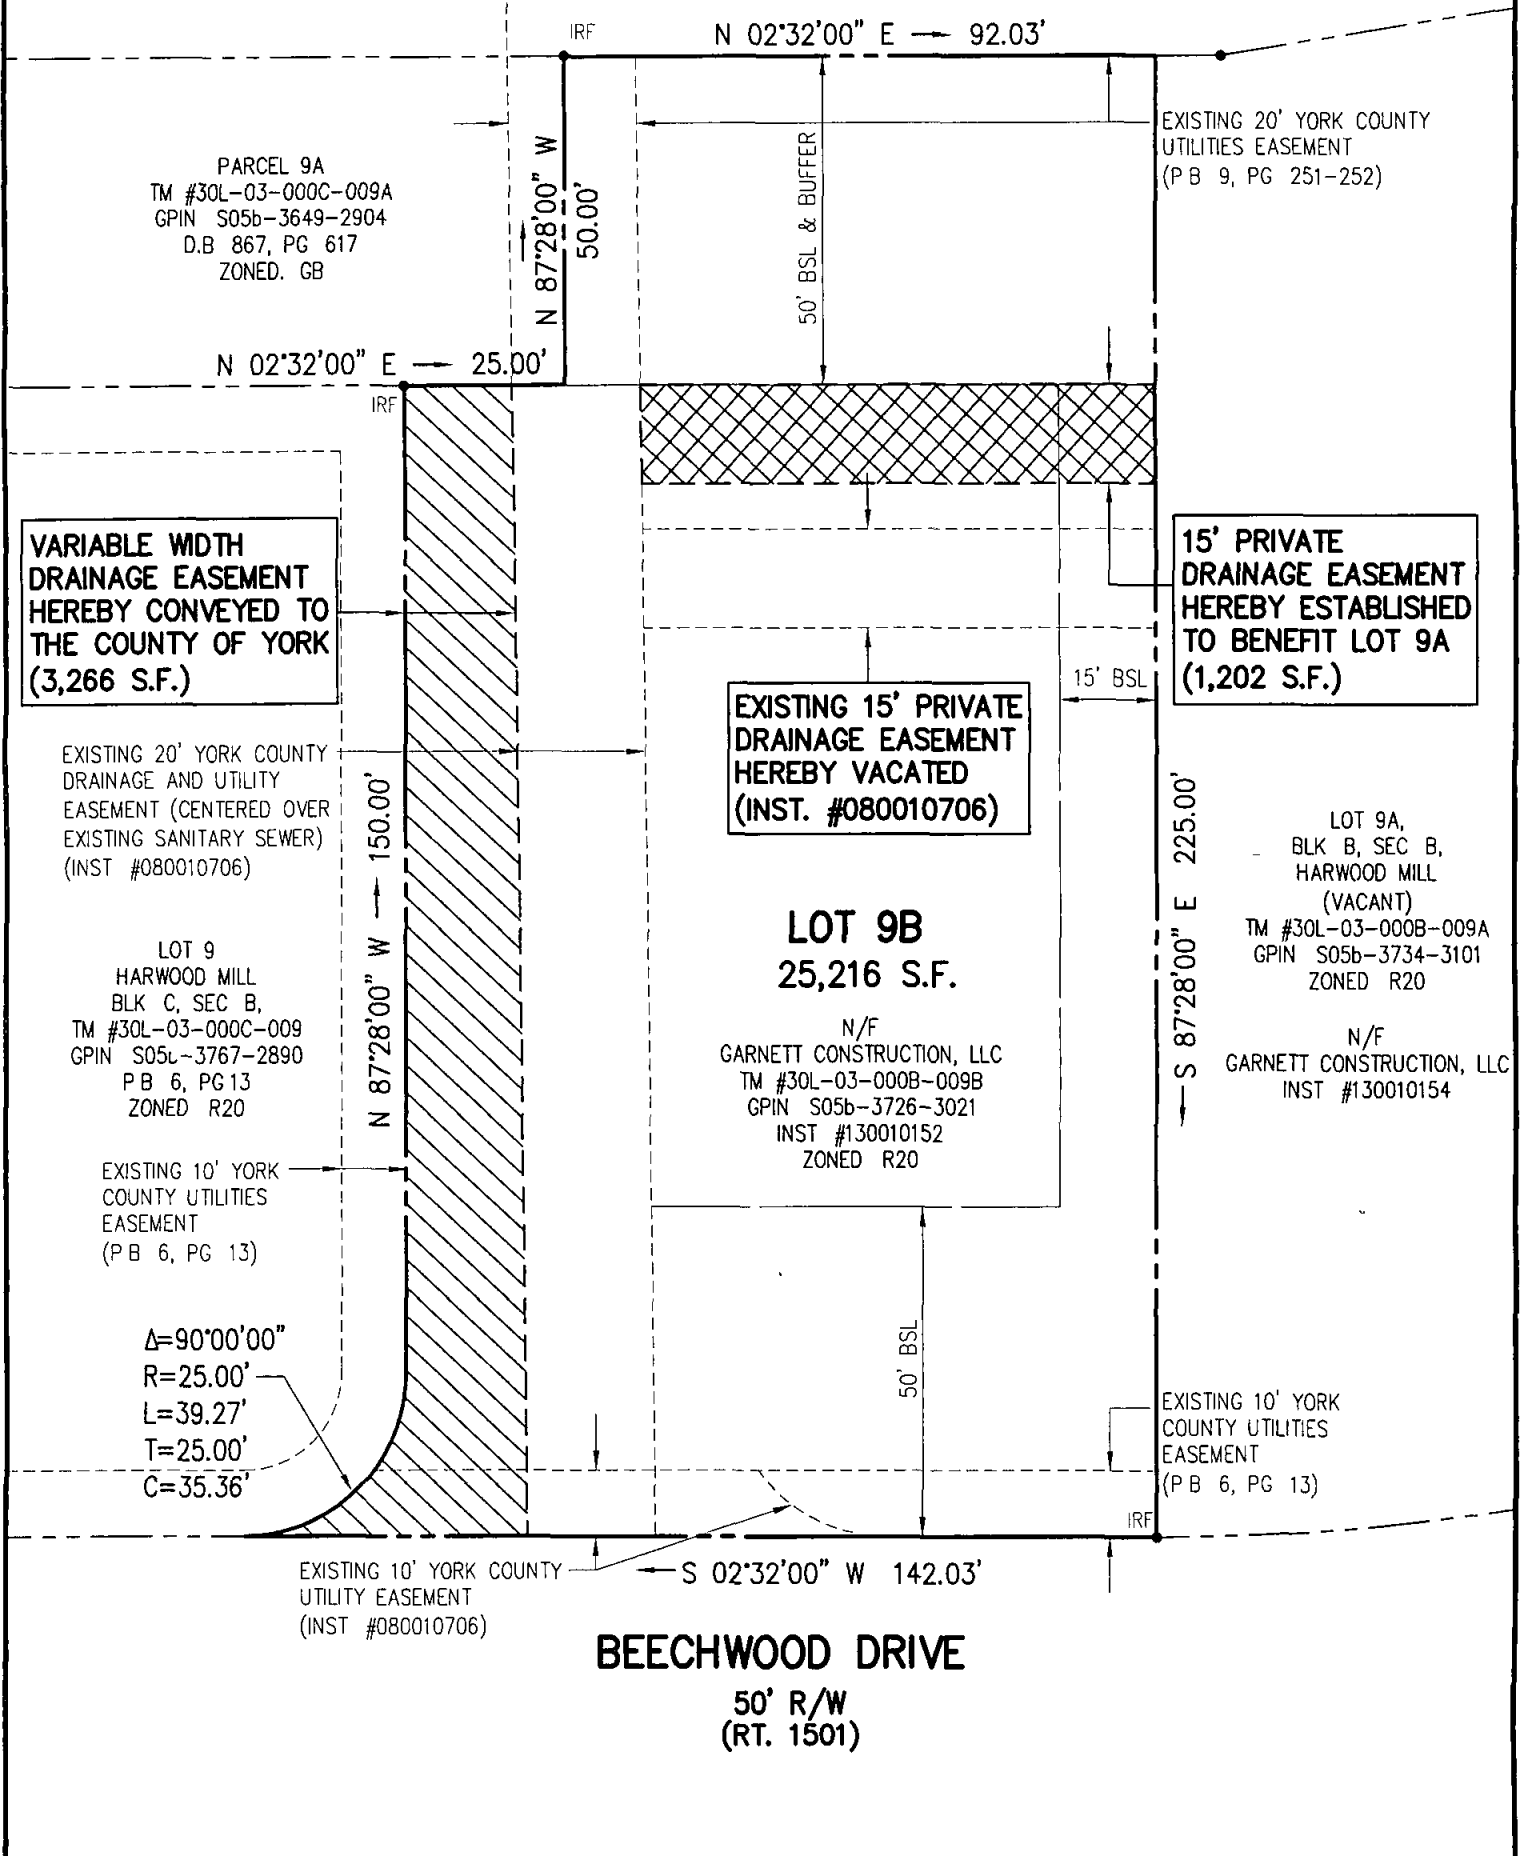 IRF
N 02°32'00" E 92.03'
EXISTING 20' YORK COUNTY
UTILITIES EASEMENT
(P B 9, PG 251-252)
PARCEL 9A
TM #30L-03-000C-009A
GPIN S05b-3649-2904
D.B 867, PG 617
ZONED. GB
N 87°28'00" W
50.00'
50' BSL & BUFFER
N 02°32'00" E 25.00'
IRF
VARIABLE WIDTH
DRAINAGE EASEMENT
HEREBY CONVEYED TO
THE COUNTY OF YORK
(3,266 S.F.)
15' PRIVATE
DRAINAGE EASEMENT
HEREBY ESTABLISHED
TO BENEFIT LOT 9A
(1,202 S.F.)
15' BSL
EXISTING 15' PRIVATE
DRAINAGE EASEMENT
HEREBY VACATED
(INST. #080010706)
EXISTING 20' YORK COUNTY
DRAINAGE AND UTILITY
EASEMENT (CENTERED OVER
EXISTING SANITARY SEWER)
(INST #080010706)
N 87°28'00" W 150.00'
S 87°28'00" E 225.00'
LOT 9A,
BLK B, SEC B,
HARWOOD MILL
(VACANT)
TM #30L-03-000B-009A
GPIN S05b-3734-3101
ZONED R20
N/F
GARNETT CONSTRUCTION, LLC
INST #130010154
LOT 9B
25,216 S.F.
N/F
GARNETT CONSTRUCTION, LLC
TM #30L-03-000B-009B
GPIN S05b-3726-3021
INST #130010152
ZONED R20
LOT 9
HARWOOD MILL
BLK C, SEC B,
TM #30L-03-000C-009
GPIN -3767-2890
P B 6, PG 13
ZONED R20
EXISTING 10' YORK
COUNTY UTILITIES
EASEMENT
(P B 6, PG 13)
Δ=90°00'00"
R=25.00'
L=39.27'
T=25.00'
C=35.36'
50' BSL
EXISTING 10' YORK
COUNTY UTILITIES
EASEMENT
(P B 6, PG 13)
IRF
EXISTING 10' YORK COUNTY
UTILITY EASEMENT
(INST #080010706)
S 02°32'00" W 142.03'
BEECHWOOD DRIVE
50' R/W
(RT. 1501)